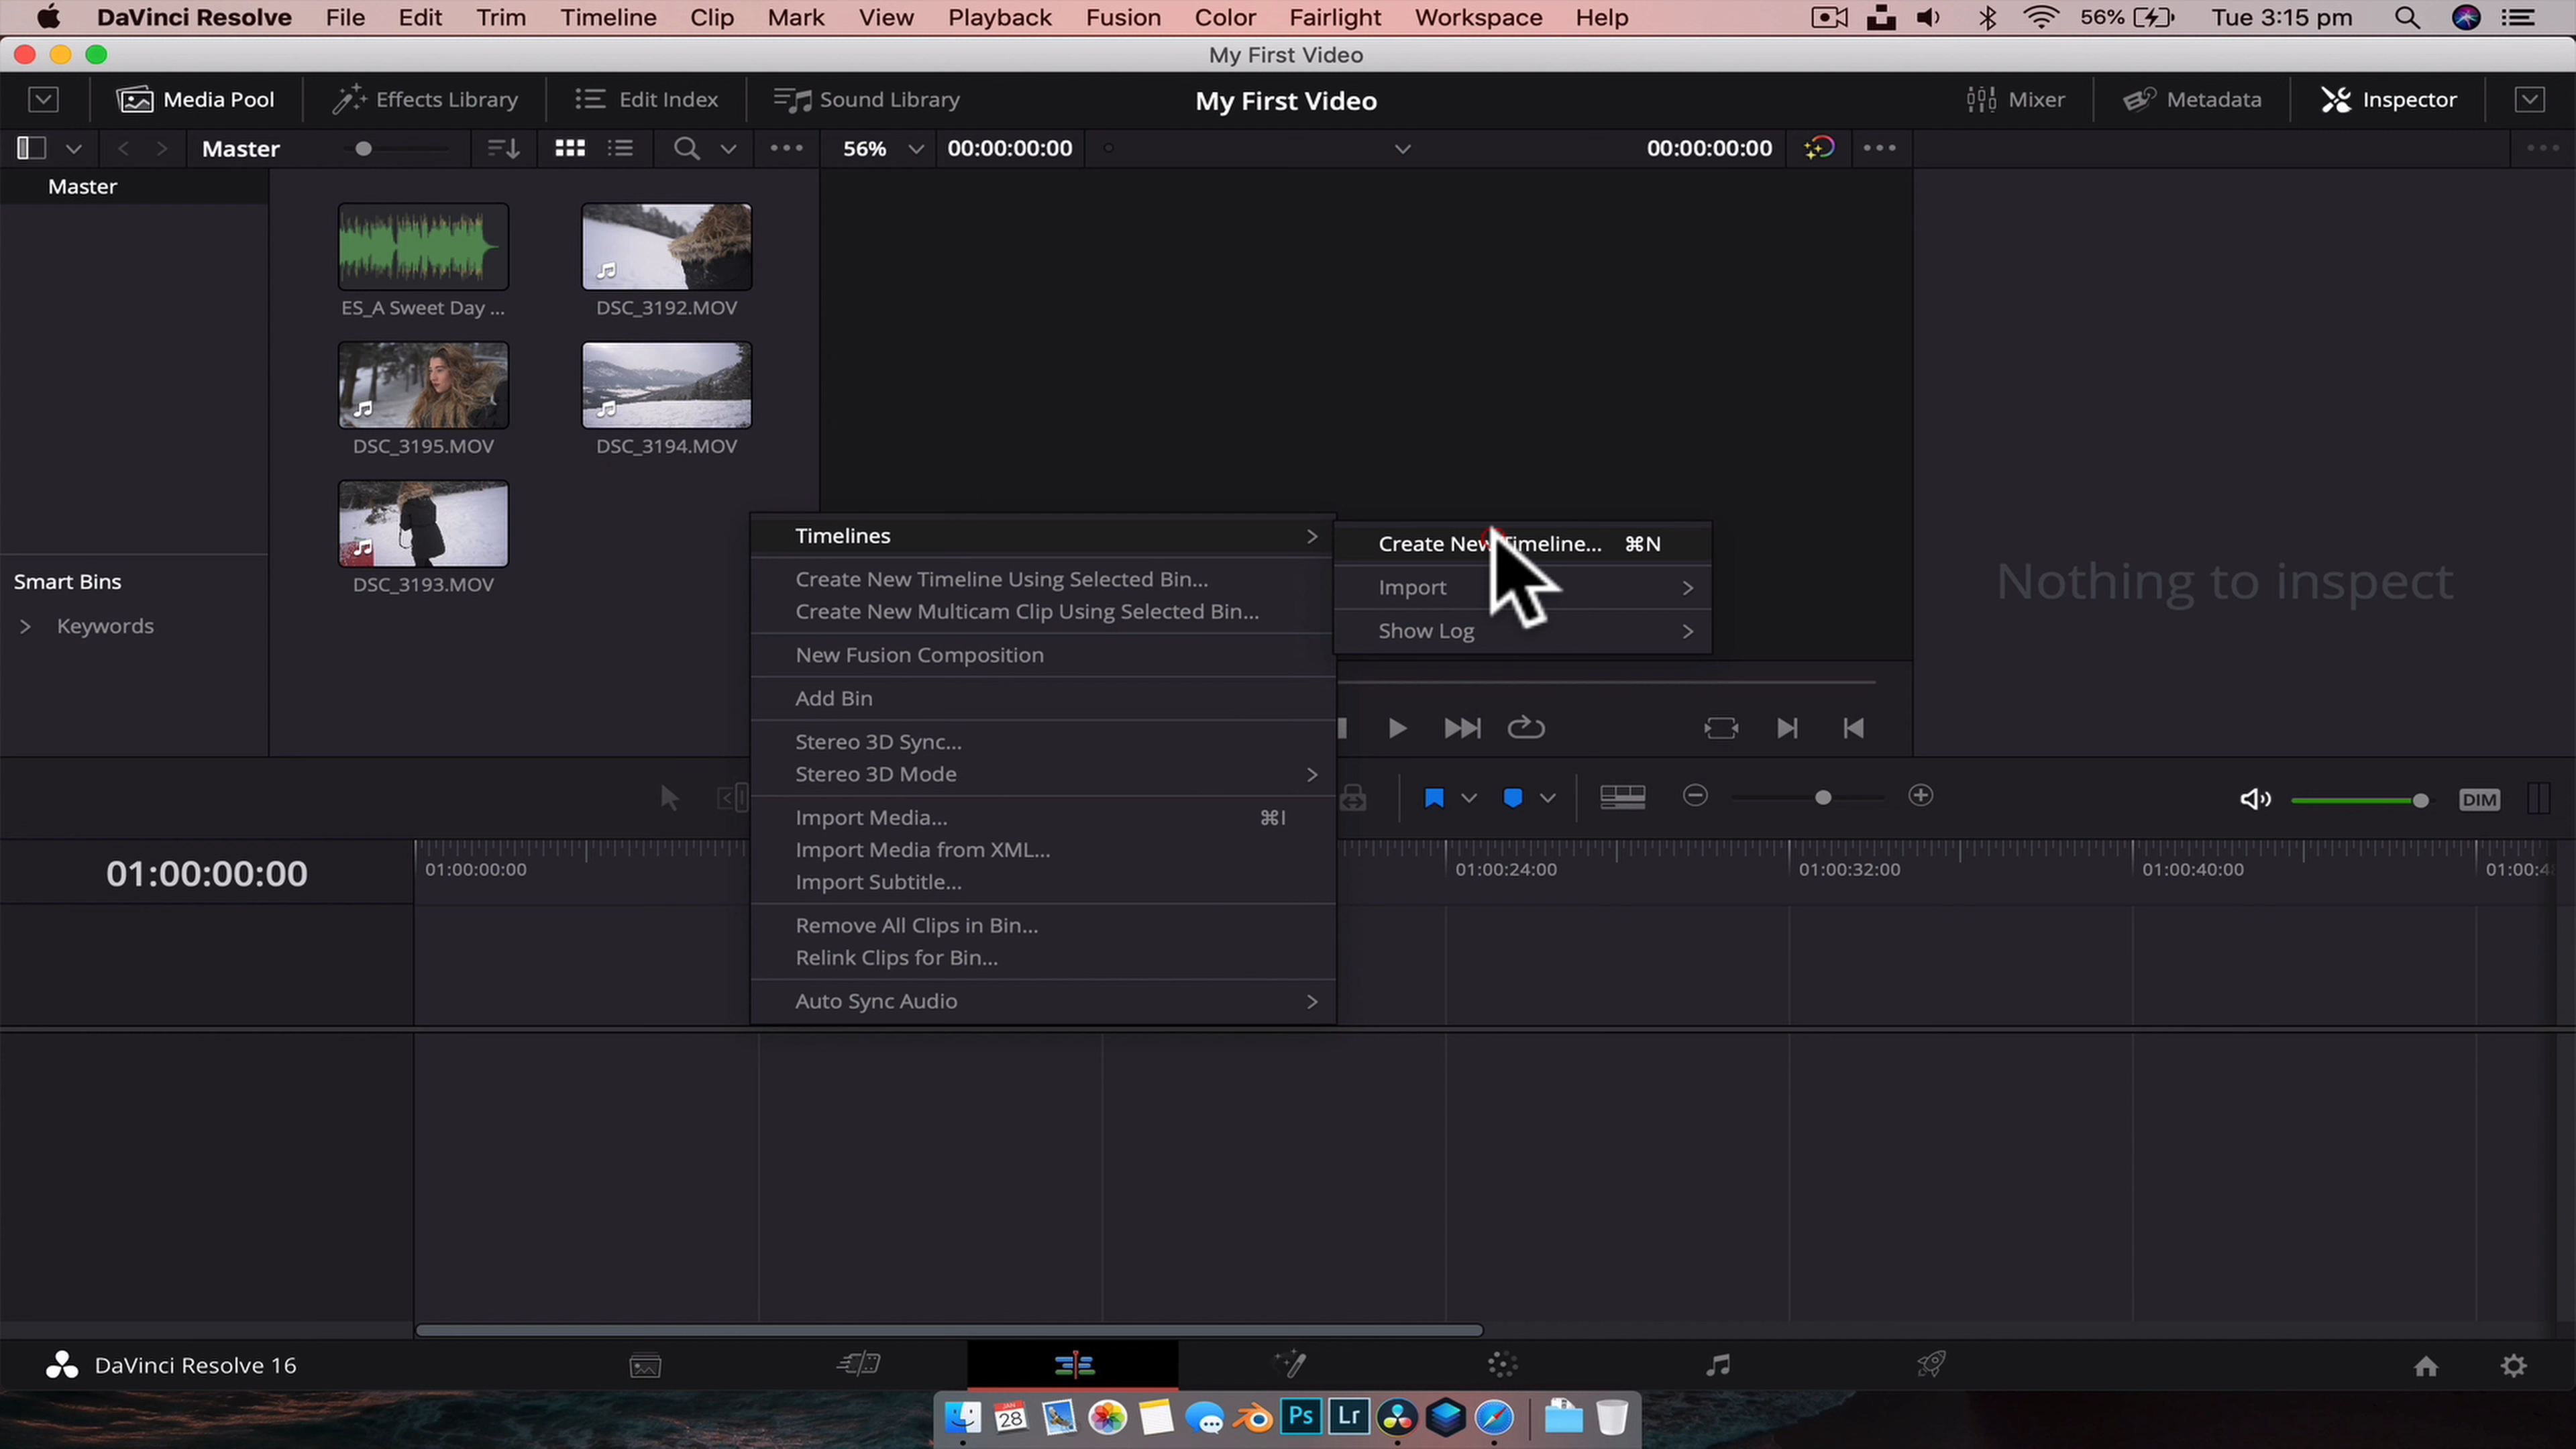 DaVinci Resolve File Edit Trim Timeline Clip Mark View Playback Fusion Color Fairlight Workspace Help 56% Tue 3:15 pm
My First Video
Media Pool Effects Library Edit Index Sound Library My First Video Mixer Metadata Inspector
Master 56% 00:00:00:00 00:00:00:00
Master
ES_A Sweet Day ... DSC_3192.MOV
DSC_3195.MOV DSC_3194.MOV
DSC_3193.MOV
Smart Bins
Keywords
Timelines
Create New Timeline Using Selected Bin...
Create New Multicam Clip Using Selected Bin...
New Fusion Composition
Add Bin
Stereo 3D Sync...
Stereo 3D Mode
Import Media... ⌘I
Import Media from XML...
Import Subtitle...
Remove All Clips in Bin...
Relink Clips for Bin...
Auto Sync Audio
Create New Timeline... ⌘N
Import
Show Log
Nothing to inspect
DIM
01:00:00:00 01:00:00:00 01:00:24:00 01:00:32:00 01:00:40:00
DaVinci Resolve 16
JAN
28
Ps Lr